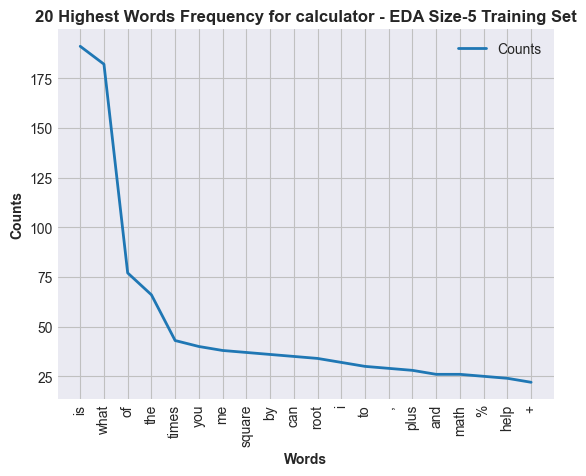 20 Highest Words Frequency for calculator - EDA Size-5 Training Set
Counts
175
150
125
100
75
50
25
Counts
is
what
of
the
times
you
me
square
by
can
root
i
to
,
plus
and
math
%
help
+
Words